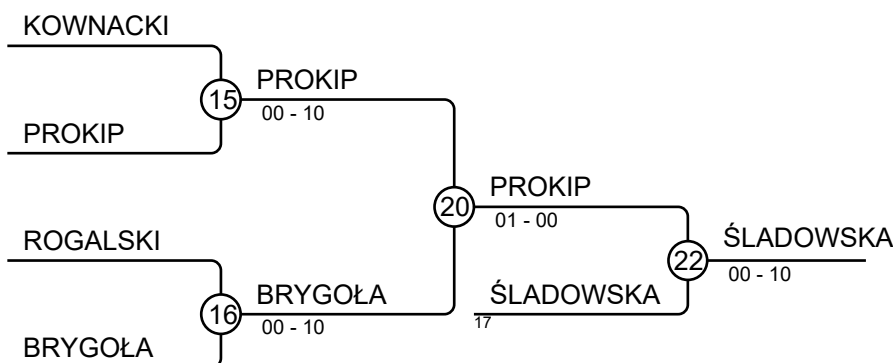 KOWNACKI
15
PROKIP
00 - 10
PROKIP
20
PROKIP
01 - 00
ROGALSKI
22
ŚLADOWSKA
00 - 10
16
BRYGOŁA
00 - 10
ŚLADOWSKA
17
BRYGOŁA